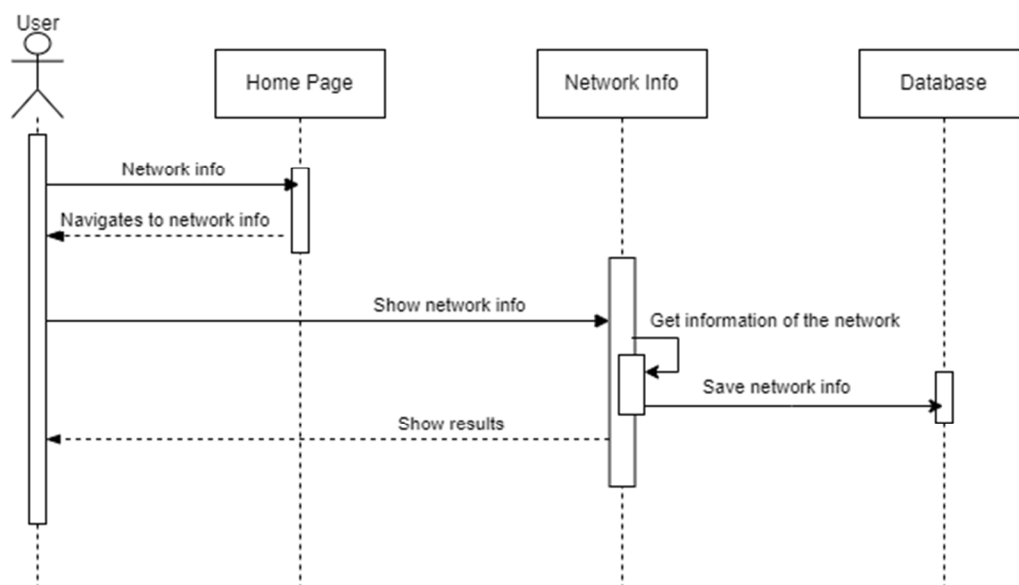 User
Home Page
Network Info
Database
Network info
Navigates to network info
Show network info
Get information of the network
Save network info
Show results